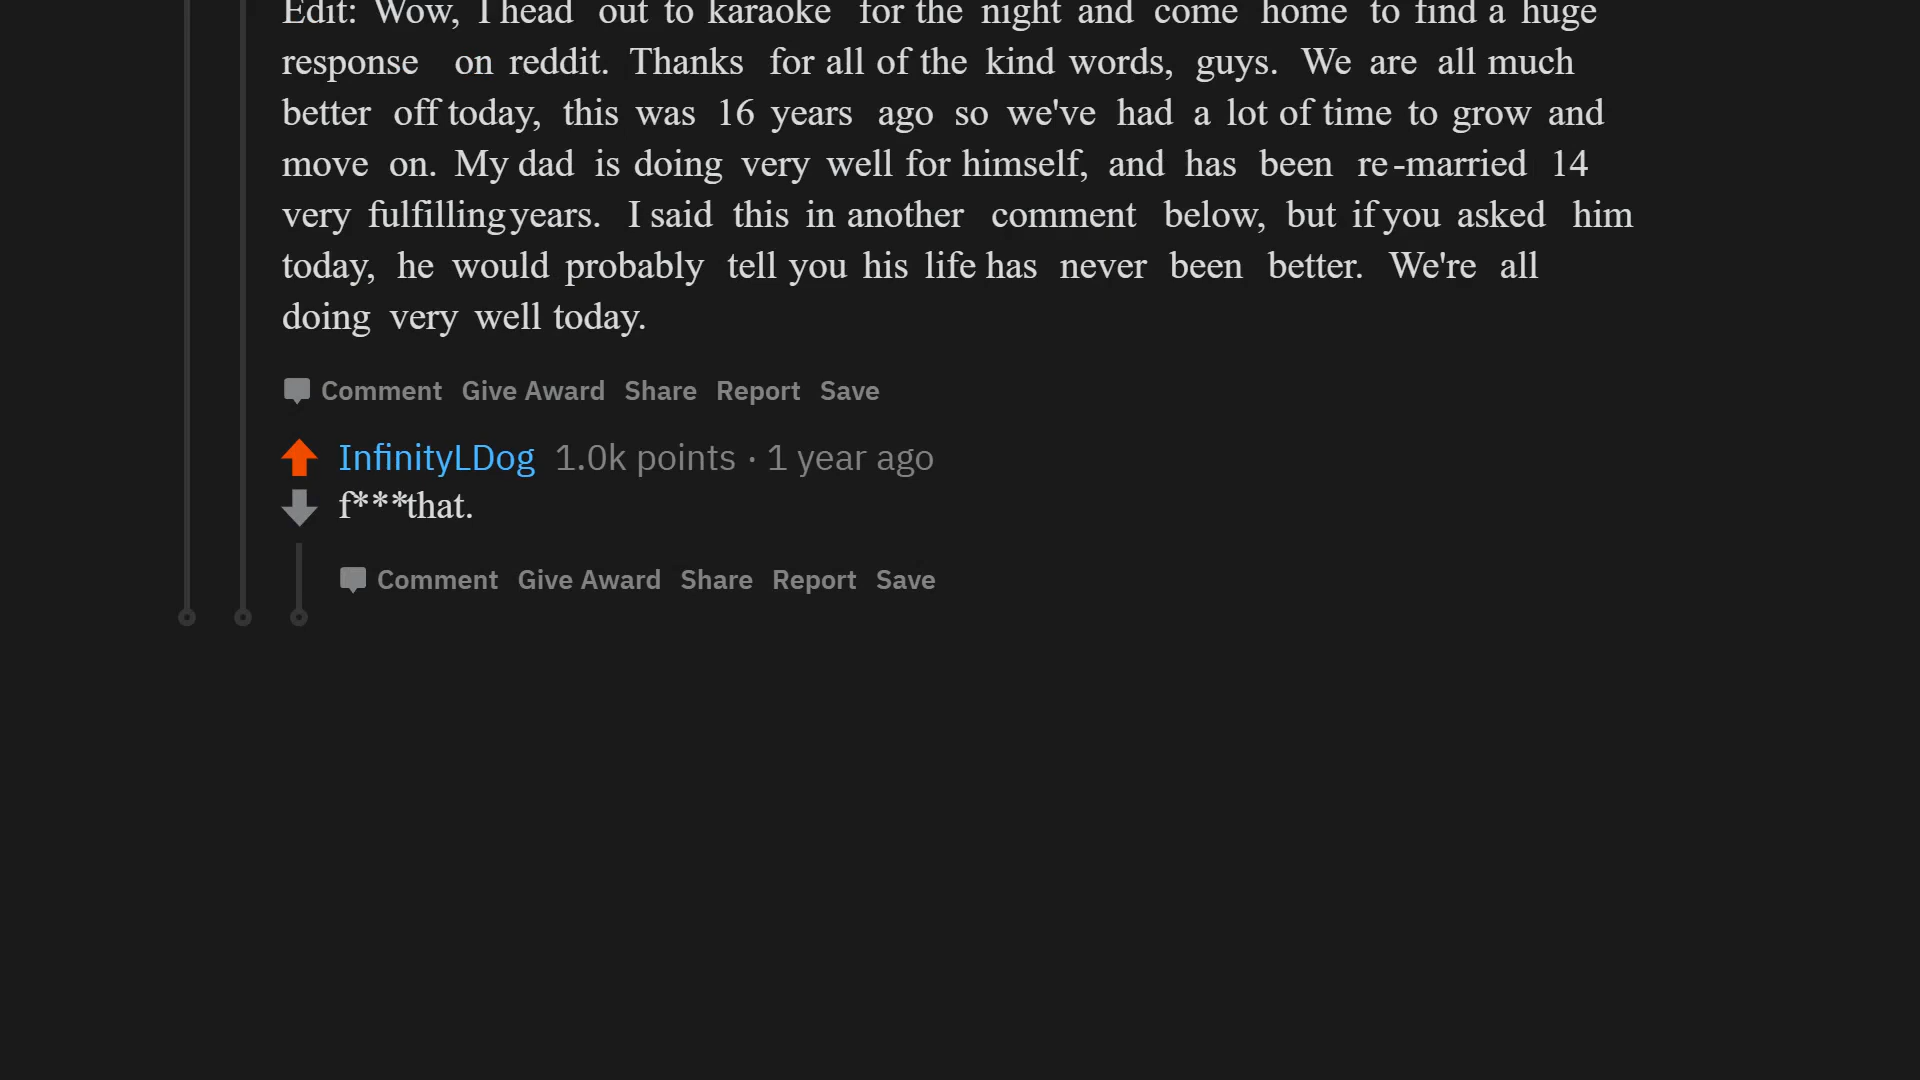 Edit: Wow, I head out to karaoke for the night and come home to find a huge
response on reddit. Thanks for all of the kind words, guys. We are all much
better off today, this was 16 years ago so we've had a lot of time to grow and
move on. My dad is doing very well for himself, and has been re-married 14
very fulfilling years. I said this in another comment below, but if you asked him
today, he would probably tell you his life has never been better. We're all
doing very well today.
Comment Give Award Share Report Save
InfinityLDog 1.0k points · 1 year ago
f***that.
Comment Give Award Share Report Save